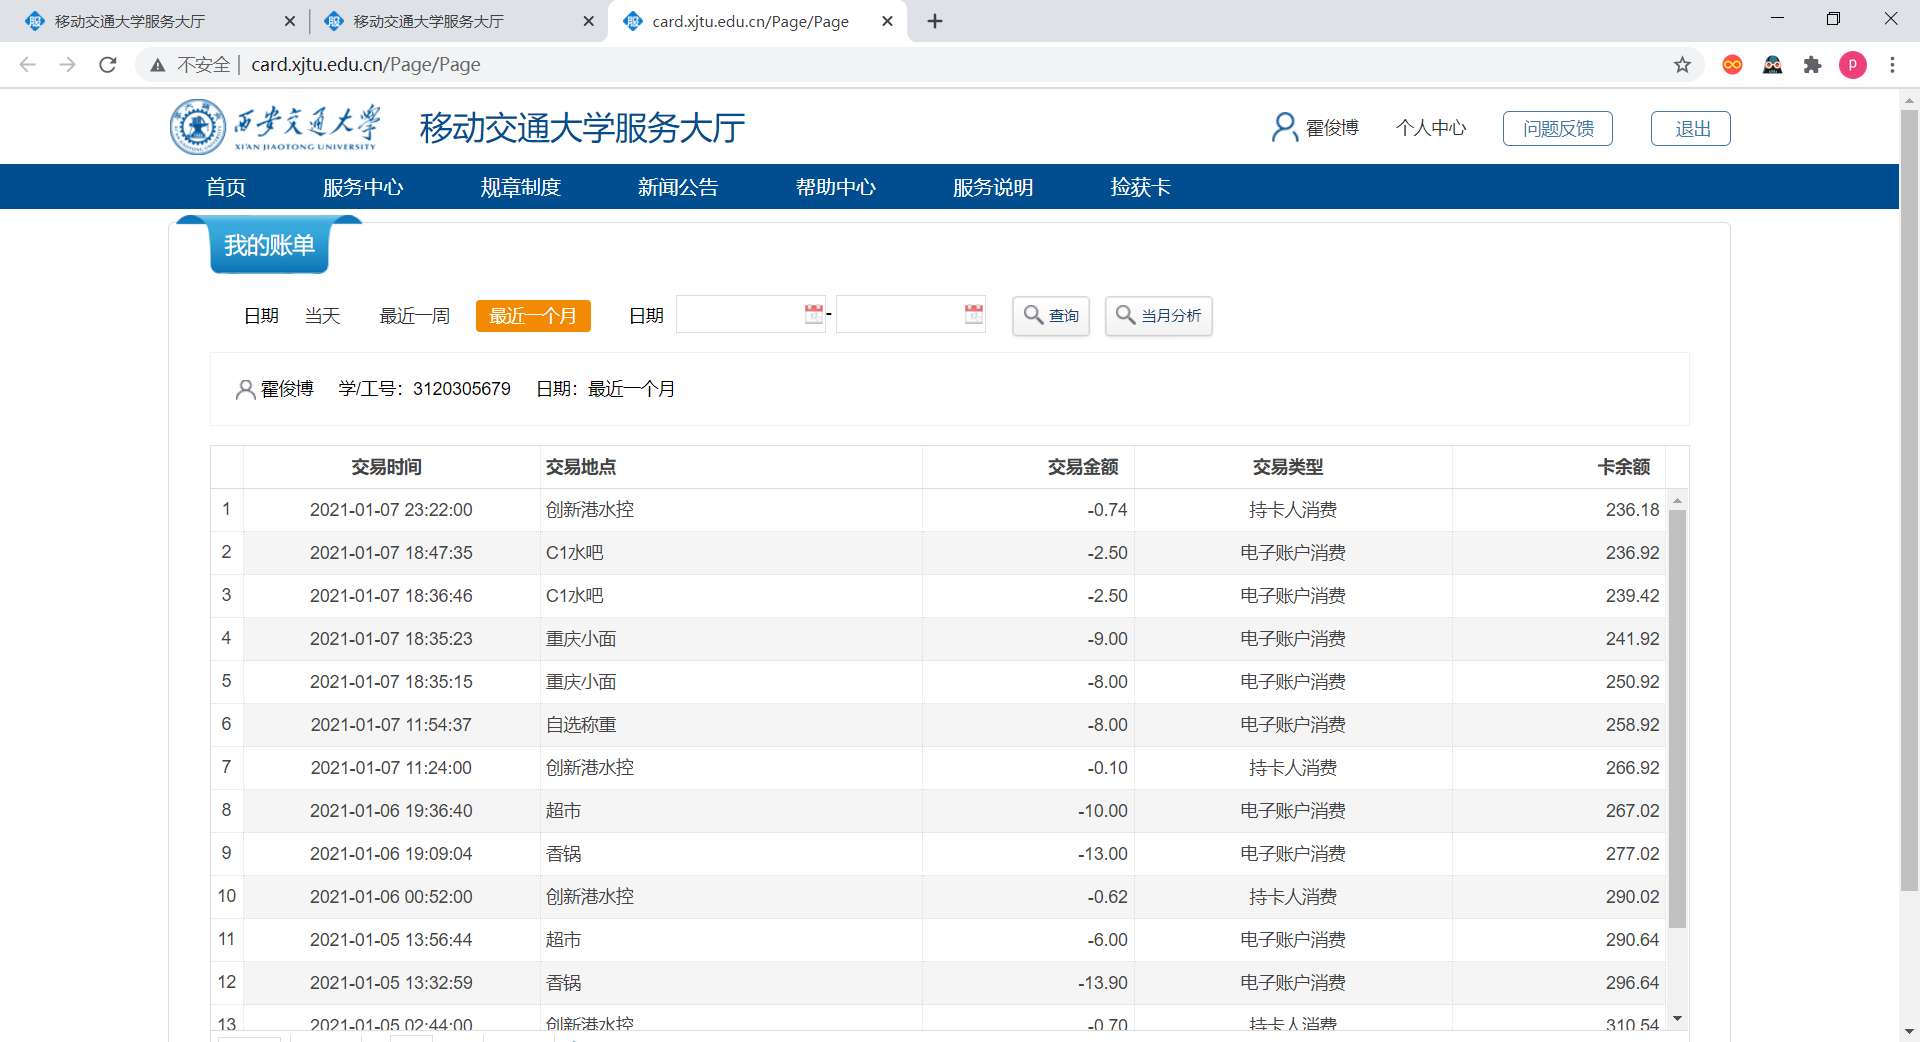 移动交通大学服务大厅
移动交通大学服务大厅
card.xjtu.edu.cn/Page/Page
不安全 | card.xjtu.edu.cn/Page/Page
P
西安交通大学
XI'AN JIAOTONG UNIVERSITY
移动交通大学服务大厅
霍俊博 个人中心 问题反馈 退出
首页 服务中心 规章制度 新闻公告 帮助中心 服务说明 捡获卡
我的账单
日期 当天 最近一周 最近一个月 日期 - 查询 当月分析
霍俊博 学/工号：3120305679 日期：最近一个月
交易时间 交易地点 交易金额 交易类型 卡余额
1 2021-01-07 23:22:00 创新港水控 -0.74 持卡人消费 236.18
2 2021-01-07 18:47:35 C1水吧 -2.50 电子账户消费 236.92
3 2021-01-07 18:36:46 C1水吧 -2.50 电子账户消费 239.42
4 2021-01-07 18:35:23 重庆小面 -9.00 电子账户消费 241.92
5 2021-01-07 18:35:15 重庆小面 -8.00 电子账户消费 250.92
6 2021-01-07 11:54:37 自选称重 -8.00 电子账户消费 258.92
7 2021-01-07 11:24:00 创新港水控 -0.10 持卡人消费 266.92
8 2021-01-06 19:36:40 超市 -10.00 电子账户消费 267.02
9 2021-01-06 19:09:04 香锅 -13.00 电子账户消费 277.02
10 2021-01-06 00:52:00 创新港水控 -0.62 持卡人消费 290.02
11 2021-01-05 13:56:44 超市 -6.00 电子账户消费 290.64
12 2021-01-05 13:32:59 香锅 -13.90 电子账户消费 296.64
13 2021-01-05 02:44:00 创新港水控 -0.70 持卡人消费 310.54